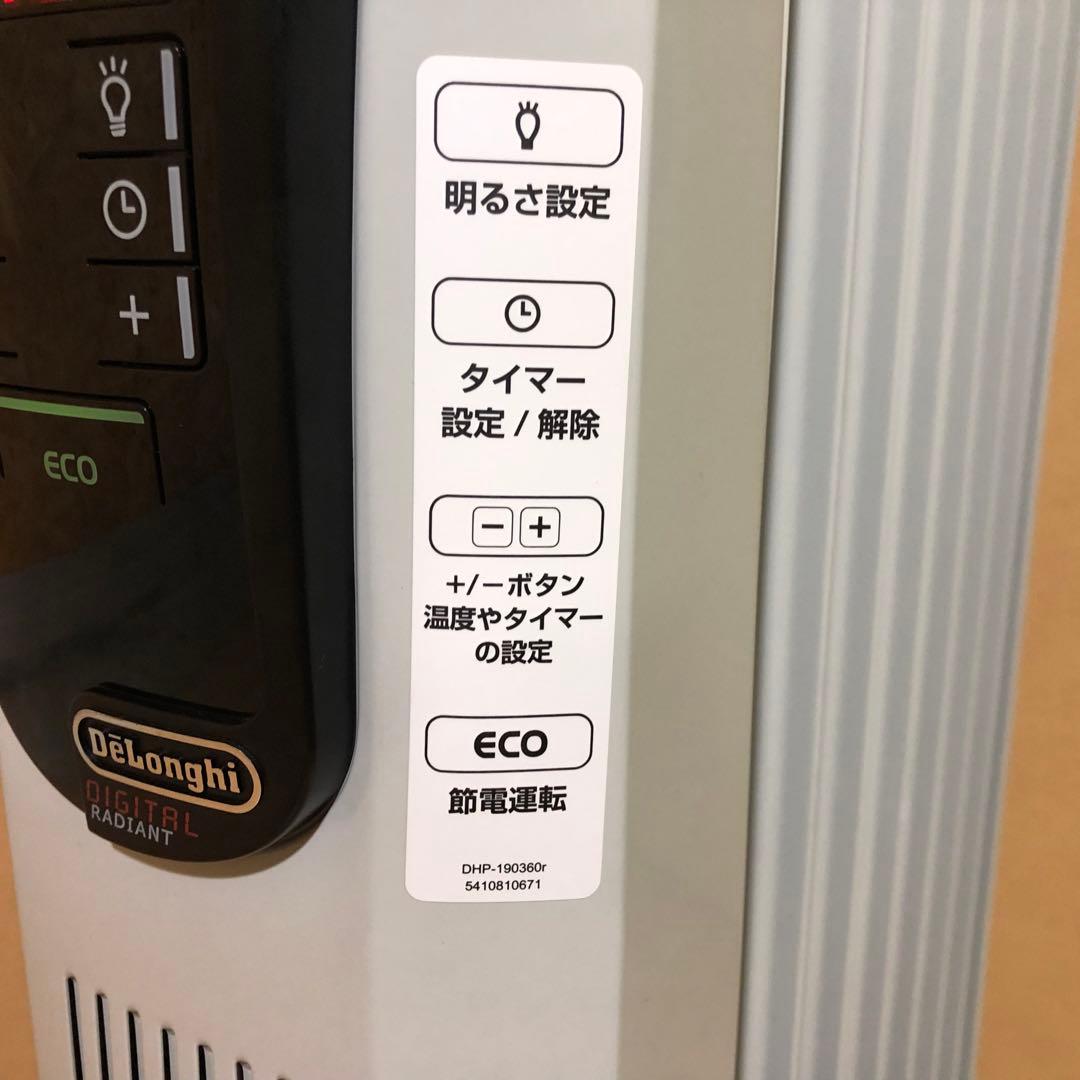 +
ECO
DēLonghi
DIGITAL
RADIANT
明るさ設定
タイマー
設定 / 解除
− +
+/−ボタン
温度やタイマー
の設定
ECO
節電運転
DHP-190360r
5410810671